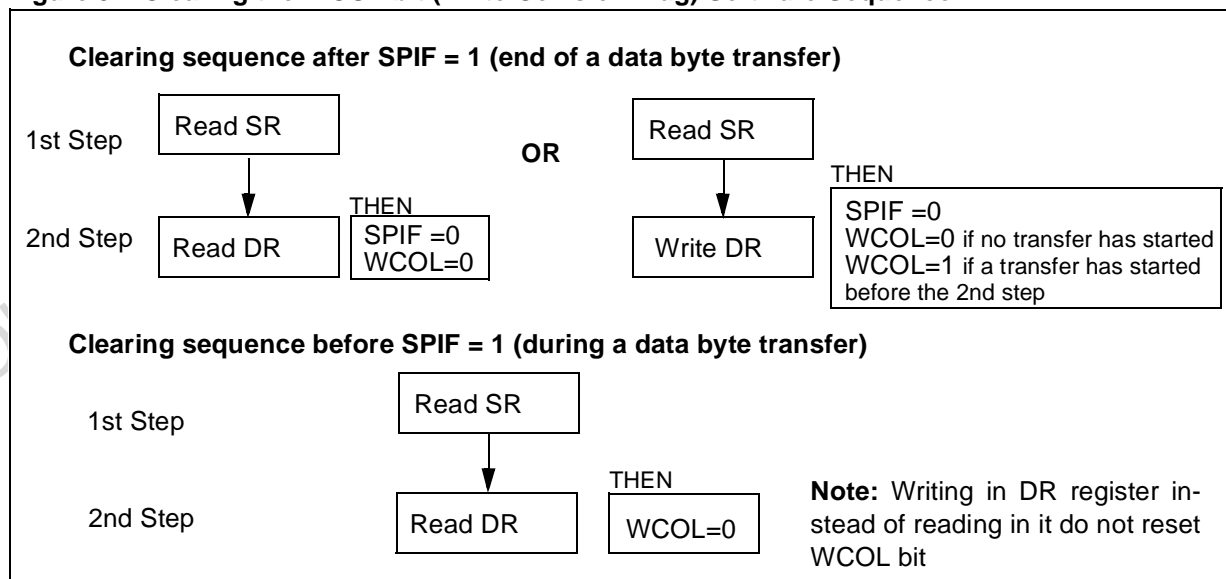 Clearing sequence after SPIF = 1 (end of a data byte transfer)
1st Step
Read SR
OR
Read SR
THEN
2nd Step
Read DR
THEN
SPIF =0
WCOL=0
Write DR
SPIF =0
WCOL=0 if no transfer has started
WCOL=1 if a transfer has started
before the 2nd step
Clearing sequence before SPIF = 1 (during a data byte transfer)
1st Step
Read SR
2nd Step
Read DR
THEN
WCOL=0
Note: Writing in DR register in-
stead of reading in it do not reset
WCOL bit